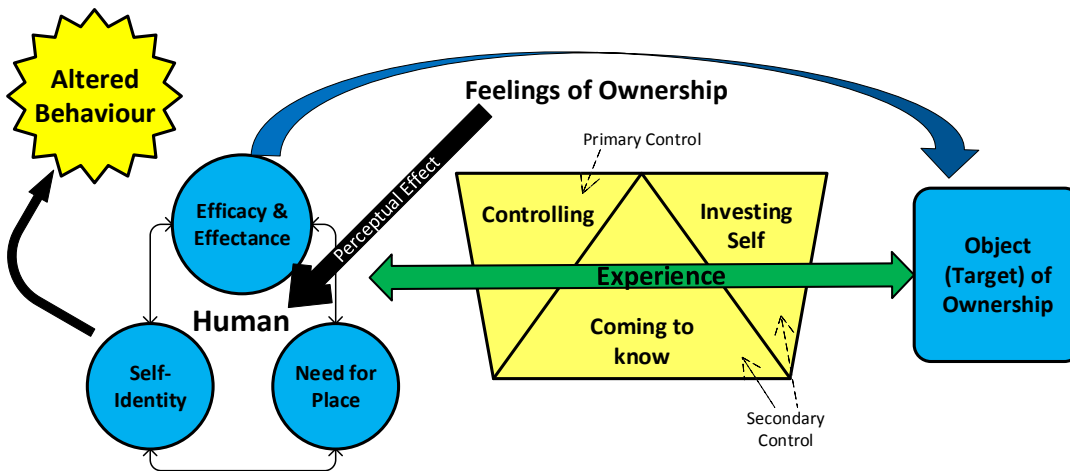 Altered
Behaviour
Feelings of Ownership
Primary Control
Perceptual Effect
Efficacy &
Effectance
Controlling
Investing
Self
Object
(Target) of
Ownership
Experience
Human
Coming to
know
Self-
Identity
Need for
Place
Secondary
Control